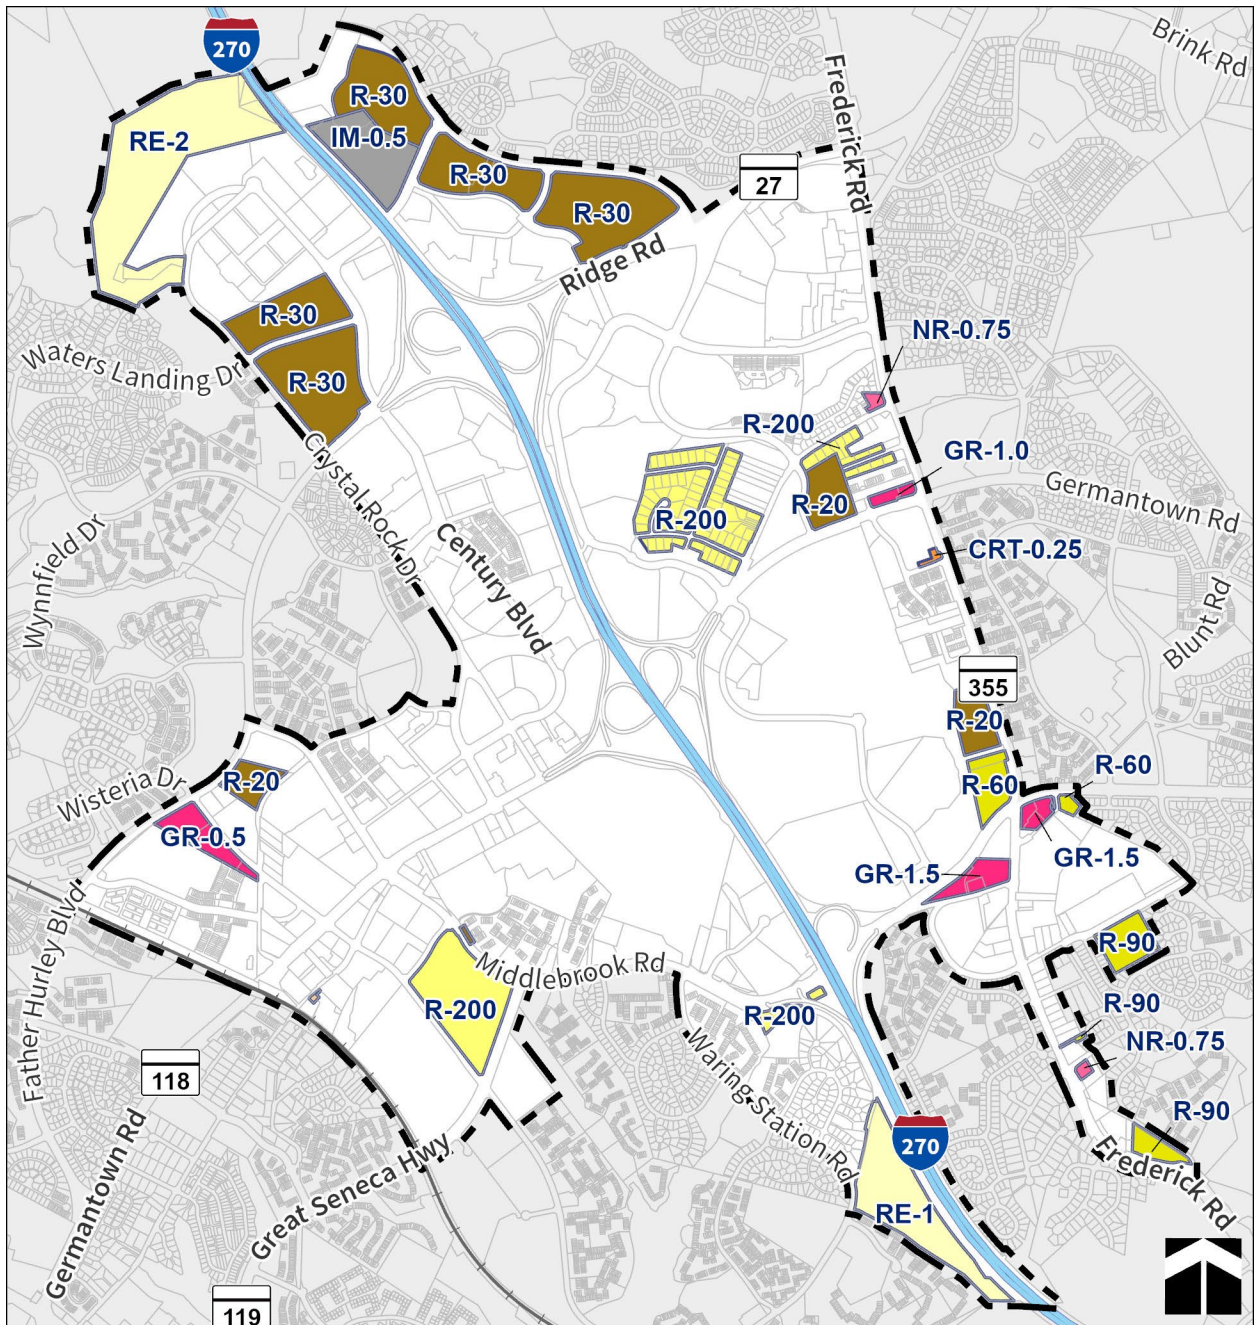 Brink Rd
270
Frederick Rd
R-30
RE-2
IM-0.5
R-30
27
R-30
Ridge Rd
R-30
NR-0.75
Waters Landing Dr
R-30
R-200
Crystal Rock Dr
GR-1.0
Germantown Rd
R-20
R-200
Century Blvd
CRT-0.25
Wynnfield Dr
Blunt Rd
355
R-20
R-60
Wisteria Dr
R-20
R-60
GR-0.5
GR-1.5
GR-1.5
Father Hurley Blvd
R-90
Middlebrook Rd
R-200
R-200
R-90
NR-0.75
Waring Station Rd
118
R-90
270
Germantown Rd
Great Seneca Hwy
Frederick Rd
RE-1
119